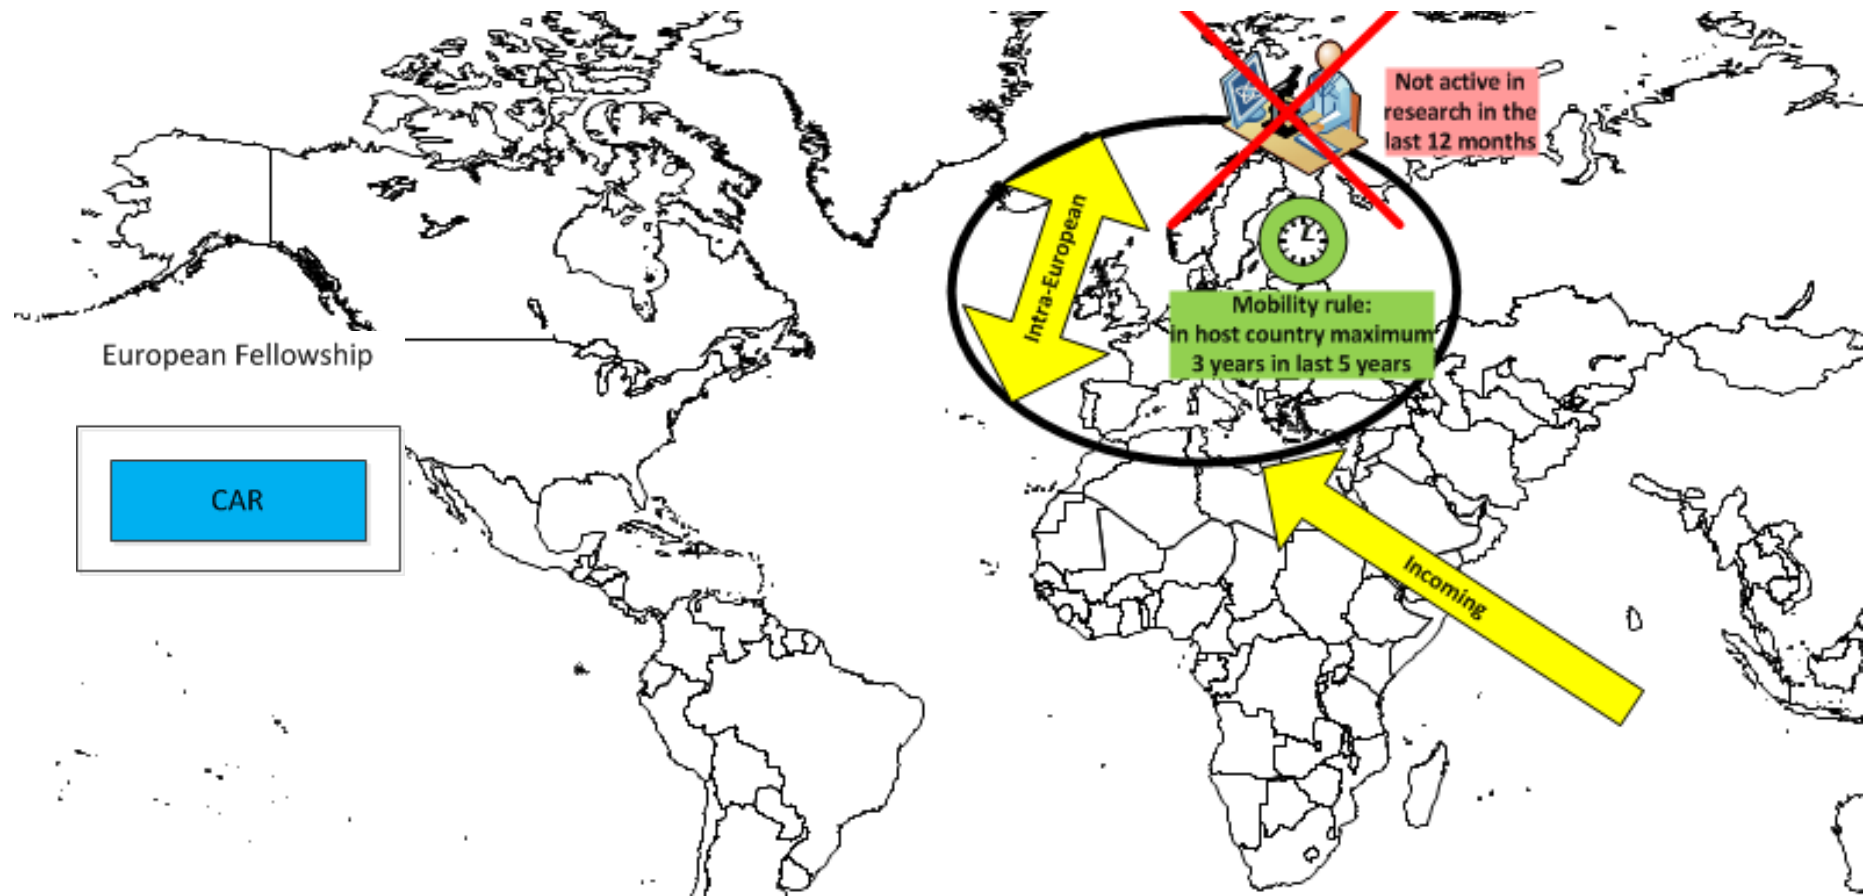 Not active in
research in the
last 12 months
Intra-European
Mobility rule:
in host country maximum
3 years in last 5 years
European Fellowship
CAR
Incoming